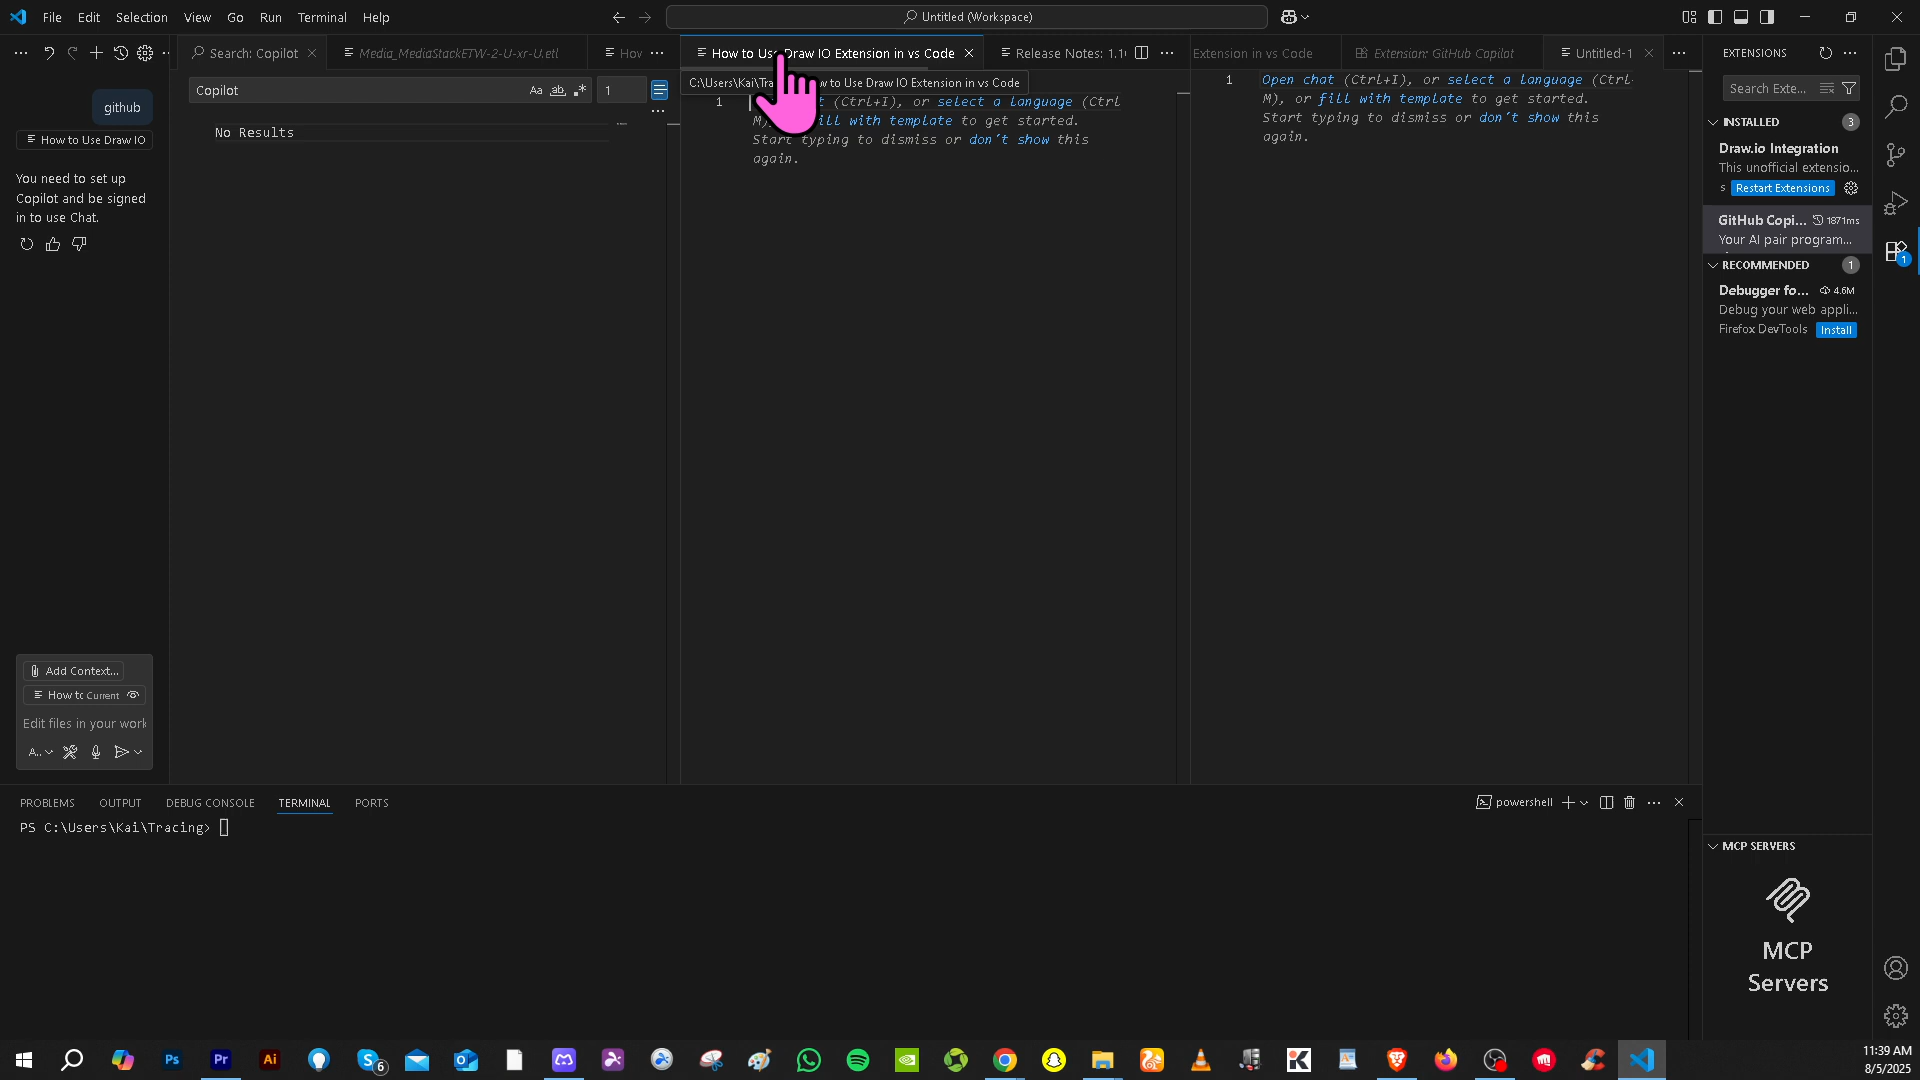 File Edit Selection View Go Run Terminal Help
Untitled (Workspace)
Search: Copilot
Media_MediaStackETW-2-U-xr-U.etl
Hov
How to Use Draw IO Extension in vs Code
Release Notes: 1.1
Extension in vs Code
Extension: GitHub Copilot
Untitled-1
EXTENSIONS
github
How to Use Draw IO
You need to set up
Copilot and be signed
in to use Chat.
Copilot
Aa
ab
1
No Results
C:\Users\Kai\Tra
w to Use Draw IO Extension in vs Code
1
(Ctrl+I), or select a language (Ctrl
ill with template to get started.
Start typing to dismiss or don't show this
again.
1
Open chat (Ctrl+I), or select a language (Ctrl
M), or fill with template to get started.
Start typing to dismiss or don't show this
again.
Search Exte...
INSTALLED
3
Draw.io Integration
This unofficial extensio...
s Restart Extensions
GitHub Copi... 1871ms
Your AI pair program...
RECOMMENDED
1
Debugger fo... 4.6M
Debug your web appli...
Firefox DevTools Install
1
Add Context...
How tc Current
Edit files in your work
A..
PROBLEMS OUTPUT DEBUG CONSOLE TERMINAL PORTS
powershell
PS C:\Users\Kai\Tracing>
MCP SERVERS
MCP
Servers
Ps
Pr
Ai
S
6
11:39 AM
8/5/2025